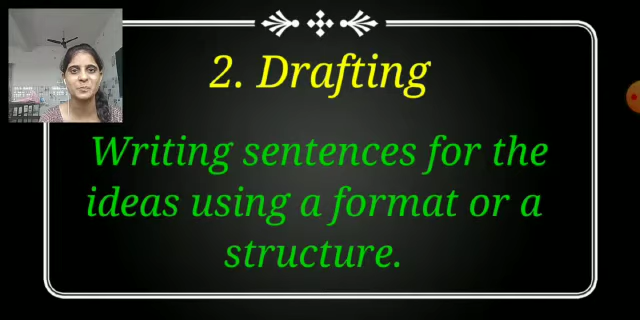 2. Drafting
Writing sentences for the
ideas using a format or a
structure.